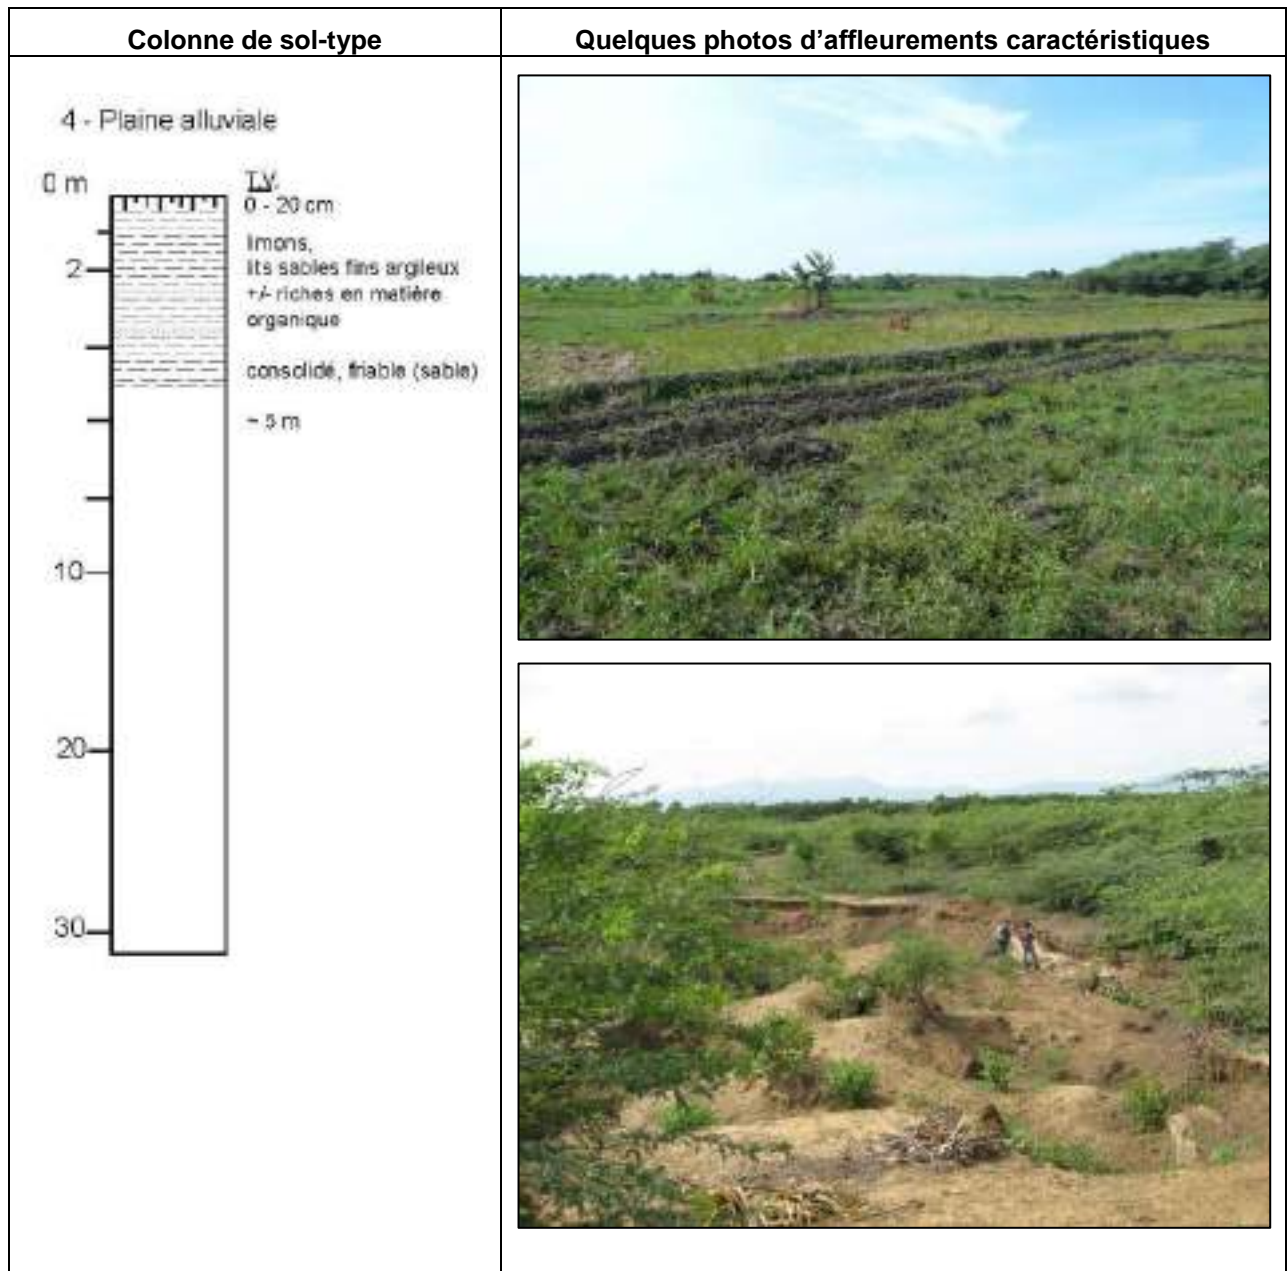 Colonne de sol-type
Quelques photos d’affleurements caractéristiques
4 - Plaine alluviale
0 m
T.V.
0 - 20 cm
limons,
lits sables fins argileux
+/- riches en matière
organique
2
consolidé, friable (sable)
~ 5 m
10
20
30